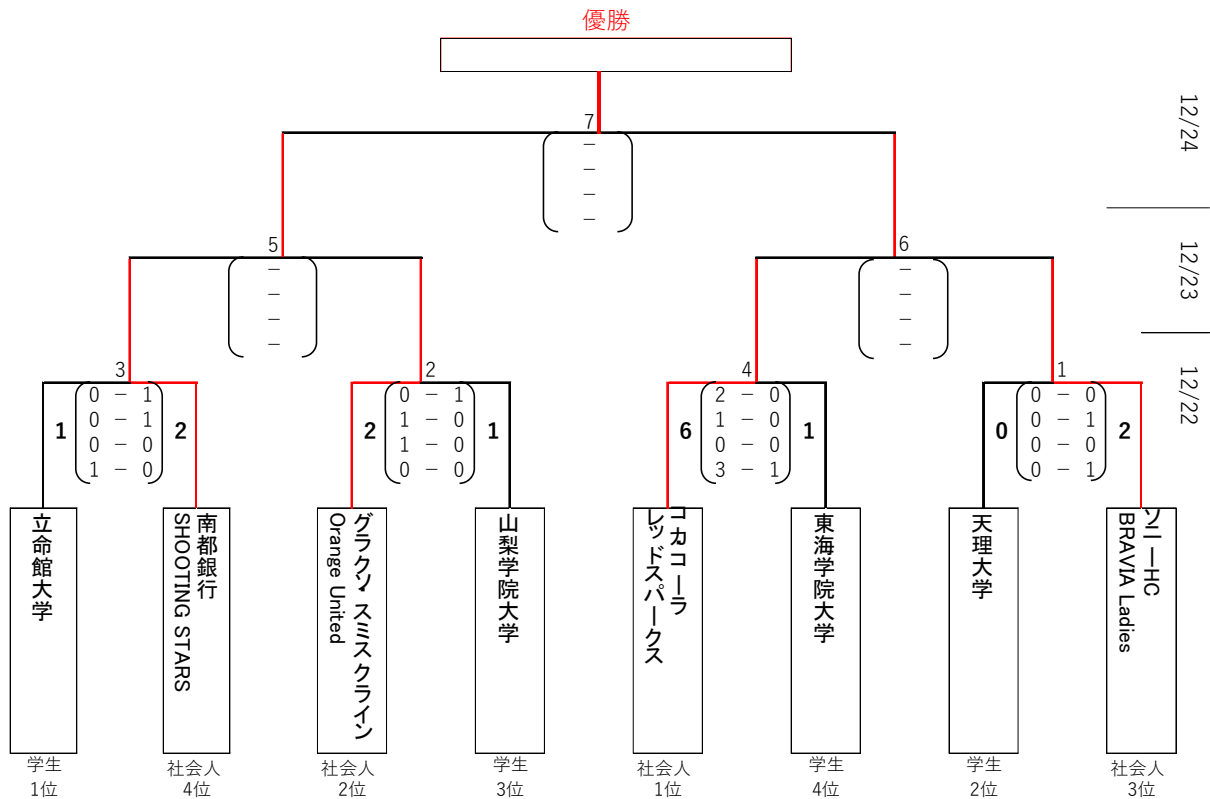 優勝
7
–
–
–
–
12/24
5
–
–
–
–
6
–
–
–
–
12/23
3
0 – 1
0 – 1
0 – 0
1 – 0
1
2
2
0 – 1
1 – 0
1 – 0
0 – 0
2
1
4
2 – 0
1 – 0
0 – 0
3 – 1
6
1
1
0 – 0
0 – 1
0 – 0
0 – 1
0
2
12/22
立命館大学
南都銀行
SHOOTING STARS
グラクソ・スミスクライン
Orange United
山梨学院大学
コカコーラ
レッドスパークス
東海学院大学
天理大学
ソニーHC
BRAVIA Ladies
学生
1位
社会人
4位
社会人
2位
学生
3位
社会人
1位
学生
4位
学生
2位
社会人
3位